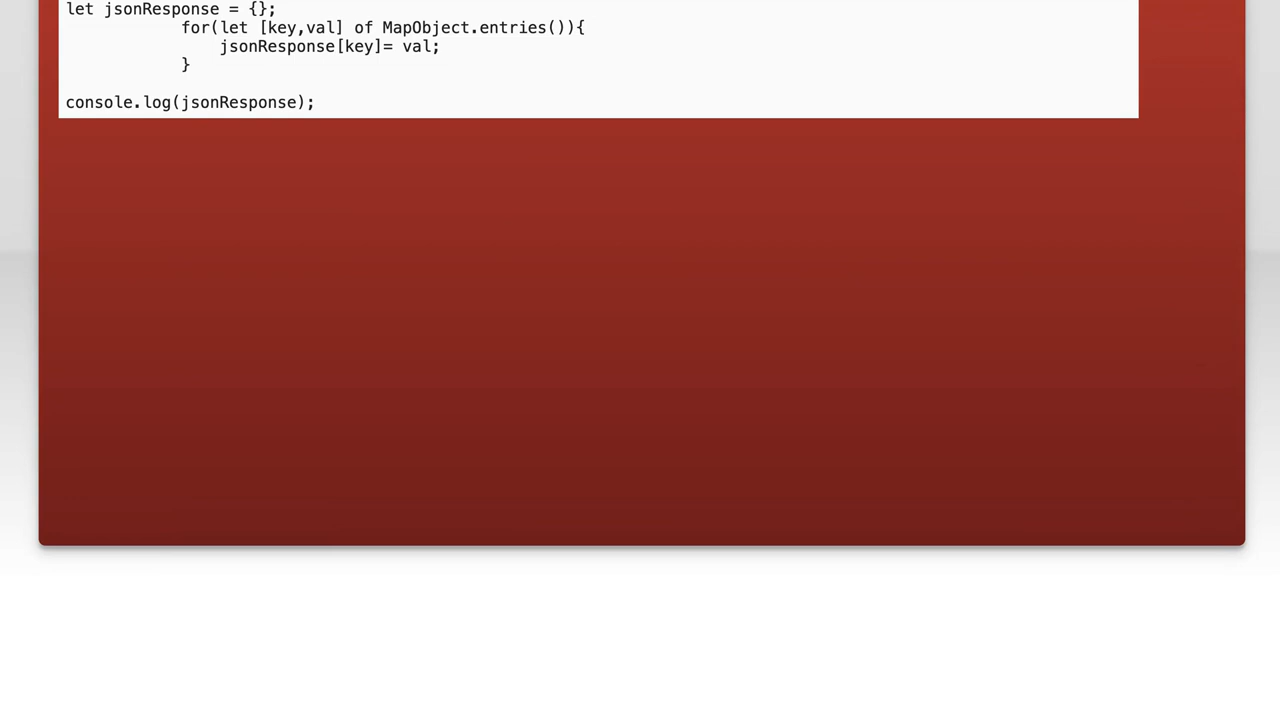 let jsonResponse = {};
            for(let [key,val] of MapObject.entries()){
                jsonResponse[key]= val;
            }

console.log(jsonResponse);